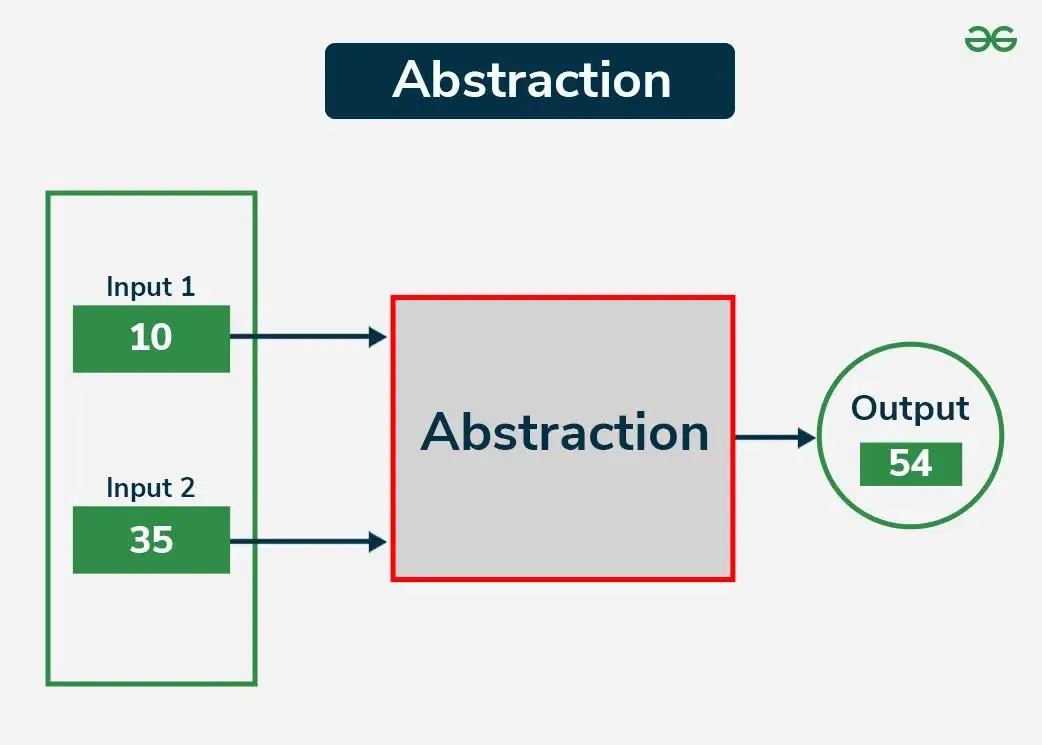 Abstraction
Input 1
10
Input 2
35
Abstraction
Output
54